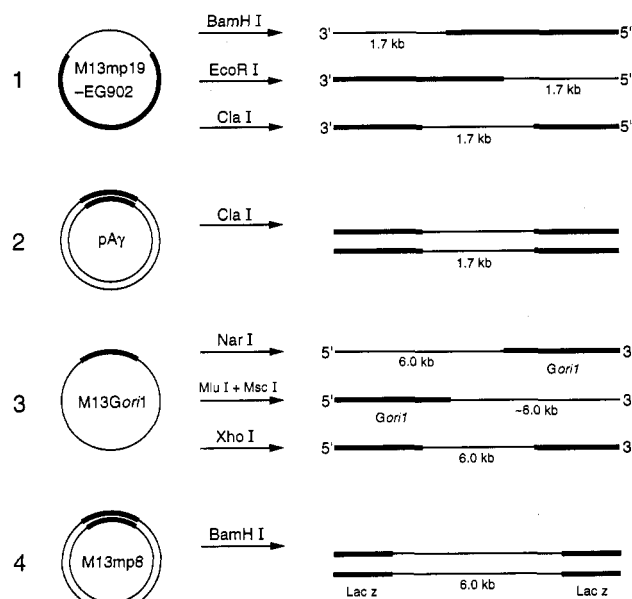 BamH I
3' 5'
1.7 kb
1
M13mp19
-EG902
EcoR I
3' 5'
1.7 kb
Cla I
3' 5'
1.7 kb
2
pAγ
Cla I
1.7 kb
3
M13Gori1
Nar I
5' 3
6.0 kb
Gori1
Mlu I + Msc I
5' 3
Gori1
~6.0 kb
Xho I
5' 3
6.0 kb
4
M13mp8
BamH I
6.0 kb
Lac z Lac z